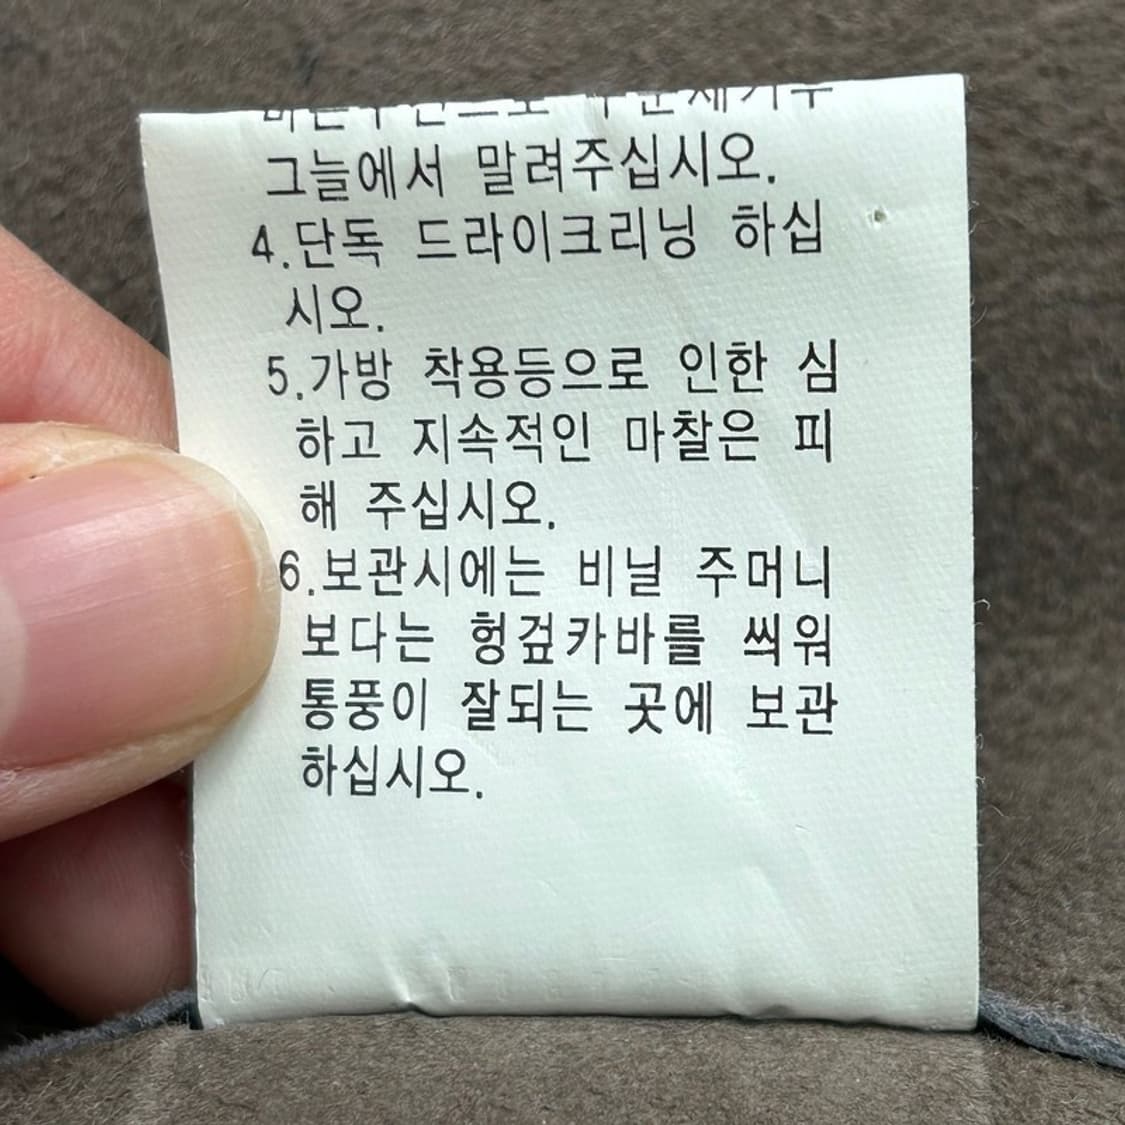 그늘에서 말려주십시오.
4.단독 드라이크리닝 하십
시오.
5.가방 착용등으로 인한 심
하고 지속적인 마찰은 피
해 주십시오.
6.보관시에는 비닐 주머니
보다는 헝겊카바를 씌워
통풍이 잘되는 곳에 보관
하십시오.